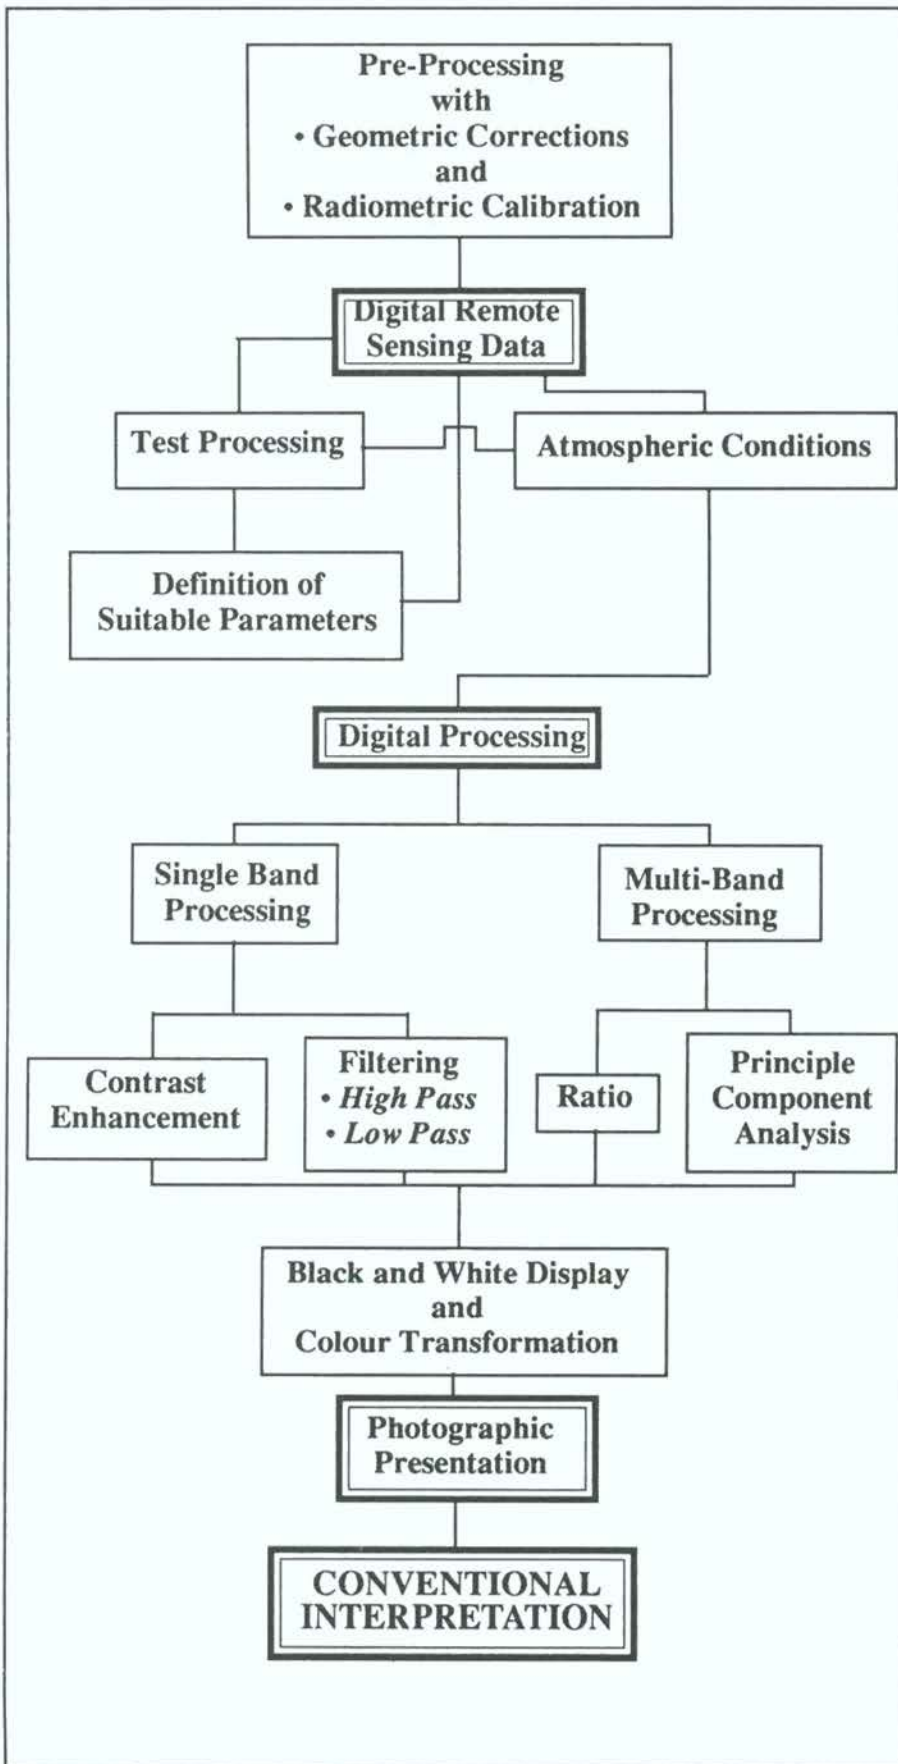 Pre-Processing
with
• Geometric Corrections
and
• Radiometric Calibration
Digital Remote
Sensing Data
Test Processing
Atmospheric Conditions
Definition of
Suitable Parameters
Digital Processing
Single Band
Processing
Multi-Band
Processing
Contrast
Enhancement
Filtering
• High Pass
• Low Pass
Ratio
Principle
Component
Analysis
Black and White Display
and
Colour Transformation
Photographic
Presentation
CONVENTIONAL
INTERPRETATION